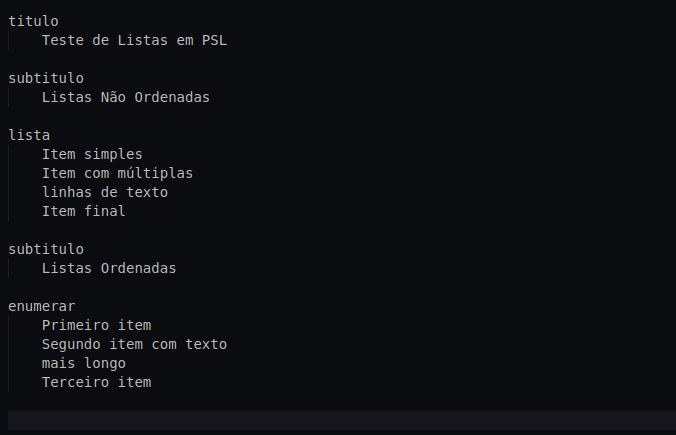 titulo
Teste de Listas em PSL
subtitulo
Listas Não Ordenadas
lista
Item simples
Item com múltiplas
linhas de texto
Item final
subtitulo
Listas Ordenadas
enumerar
Primeiro item
Segundo item com texto
mais longo
Terceiro item